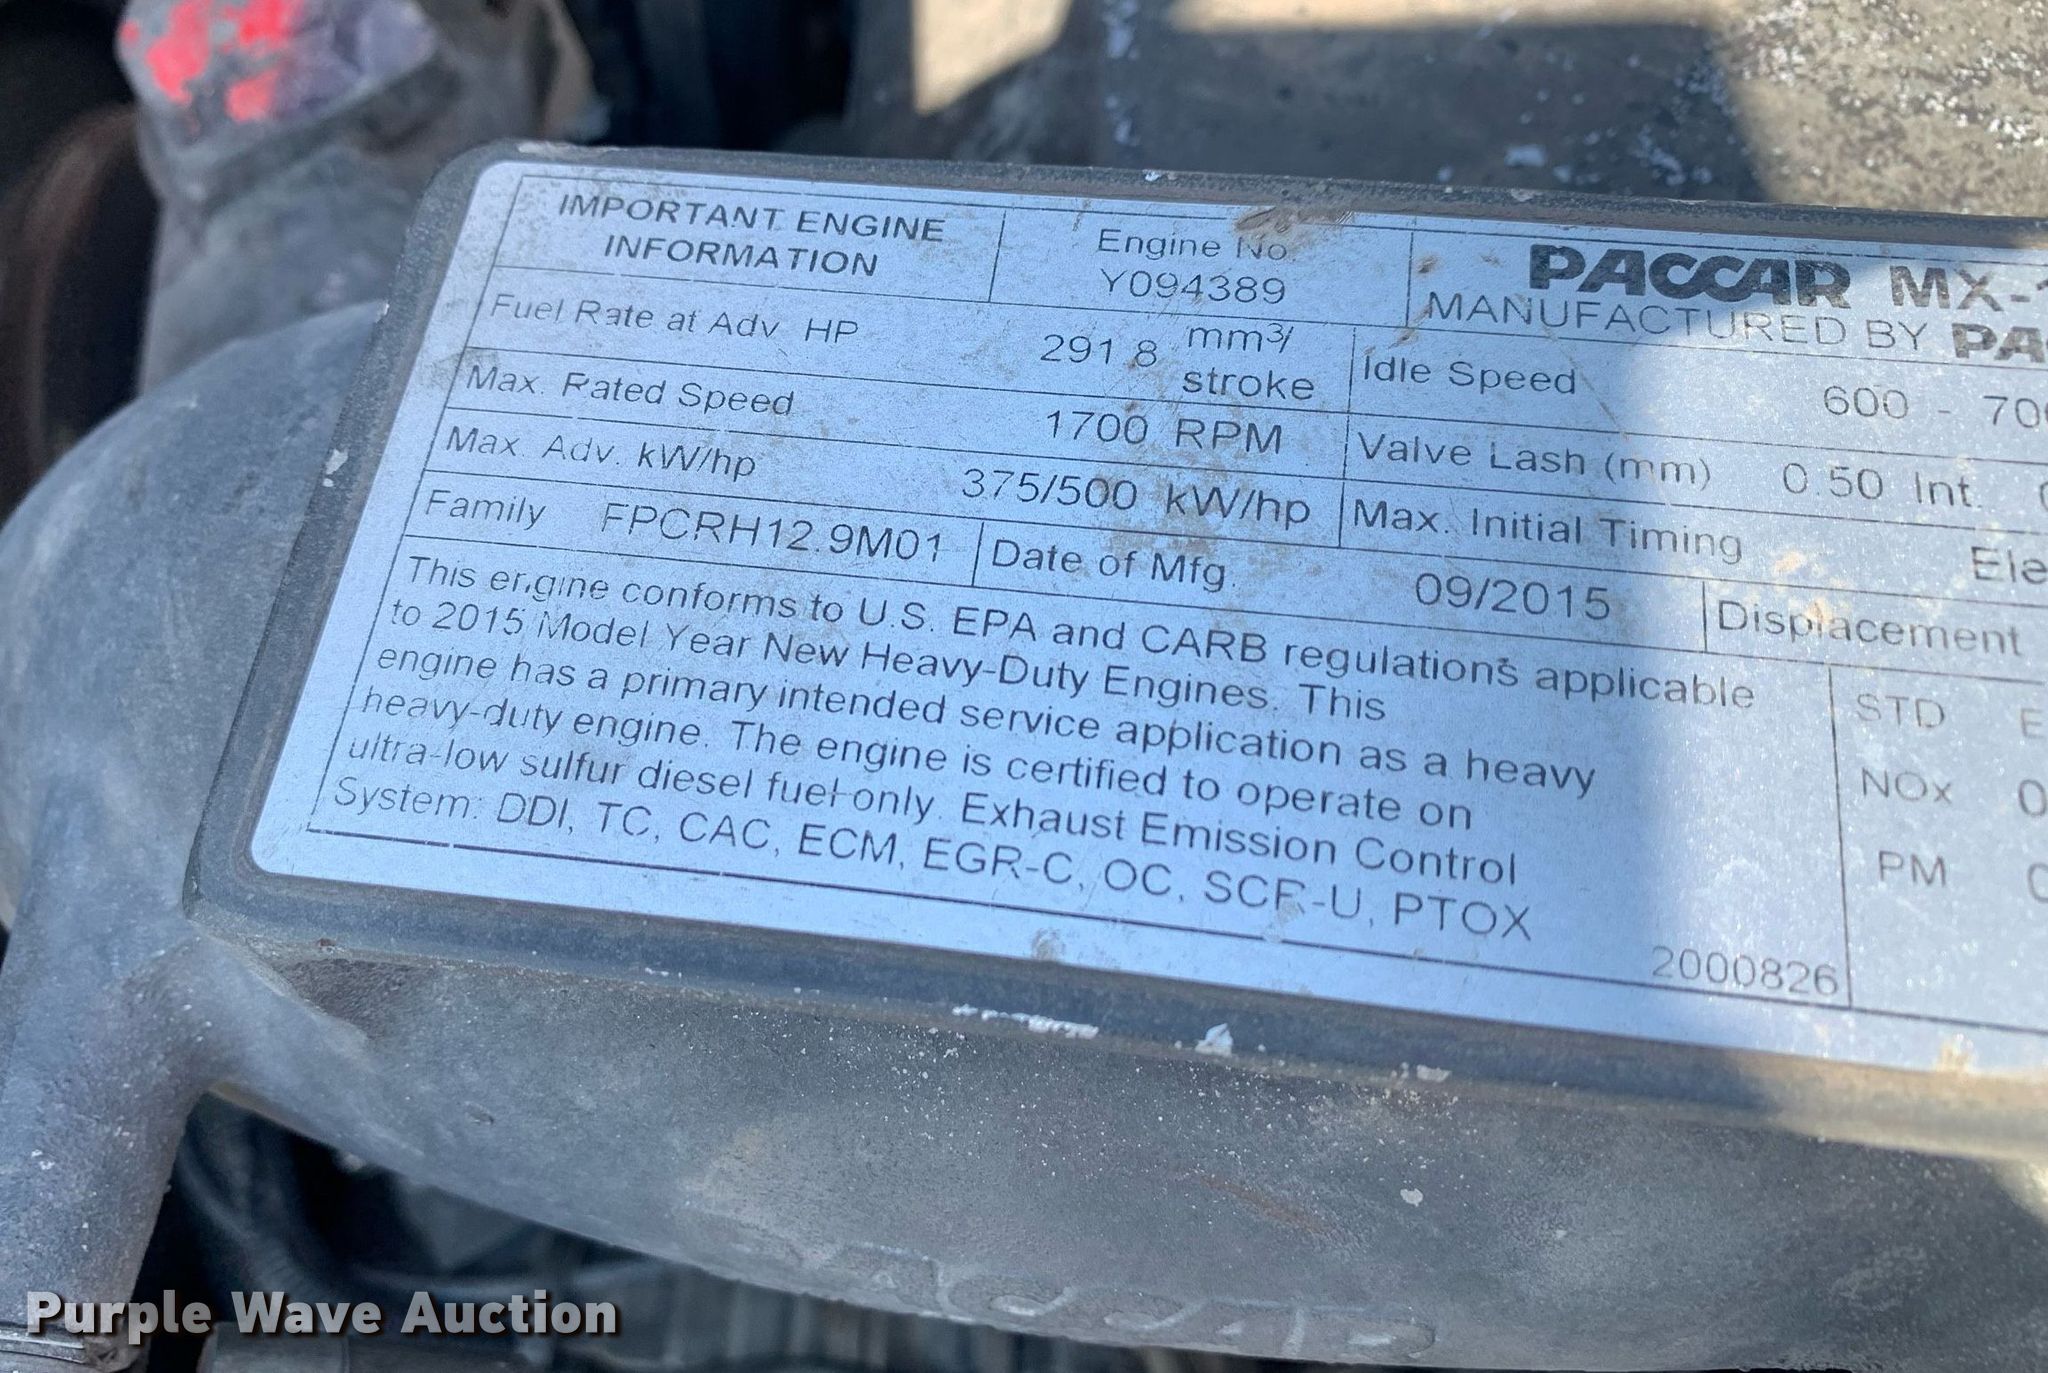 IMPORTANT ENGINE
INFORMATION
Engine No.
Y094389
PACCAR MX-
MANUFACTURED BY
Fuel Rate at Adv. HP 291.8 mm³/
stroke
Idle Speed 600 -
Max. Rated Speed 1700 RPM
Valve Lash (mm) 0.50 Int.
Max. Adv. kW/hp 375/500 kW/hp
Max. Initial Timing
Family FPCRH12.9M01
Date of Mfg. 09/2015
Displacement
This engine conforms to U.S. EPA and CARB regulations applicable
to 2015 Model Year New Heavy-Duty Engines. This
engine has a primary intended service application as a heavy
heavy-duty engine. The engine is certified to operate on
ultra-low sulfur diesel fuel only. Exhaust Emission Control
System: DDI, TC, CAC, ECM, EGR-C, OC, SCR-U, PTOX
STD
NOx
PM
2000826
Purple Wave Auction